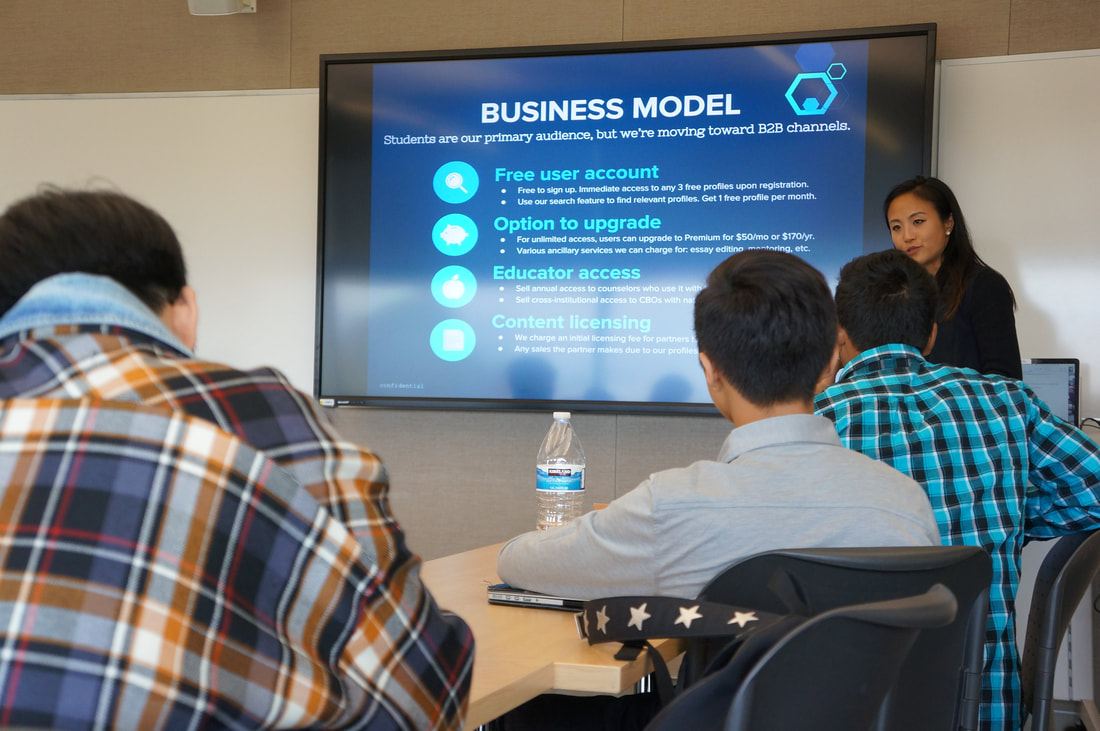 BUSINESS MODEL
Students are our primary audience, but we're moving toward B2B channels.
Free user account
Free to sign up. Immediate access to any 3 free profiles upon registration.
Use our search feature to find relevant profiles. Get 1 free profile per month.
Option to upgrade
For unlimited access, users can upgrade to Premium for $50/mo or $170/yr.
Various ancillary services we can charge for: essay editing, mentoring, etc.
Educator access
Sell annual access to counselors who use it with
Sell cross-institutional access to CBOs with
Content licensing
We charge an initial licensing fee for partners
Any sales the partner makes due to our profiles
confidential
KIRKLAND